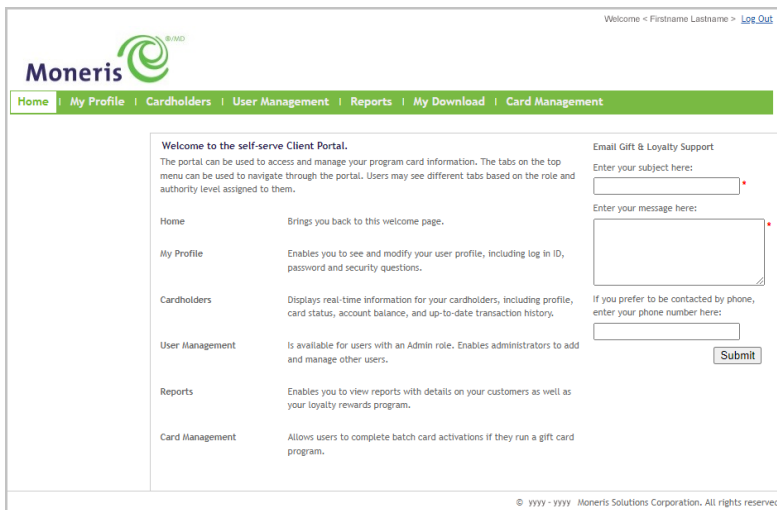 Welcome < Firstname Lastname > Log Out
®/MD
Moneris
Home | My Profile | Cardholders | User Management | Reports | My Download | Card Management
Welcome to the self-serve Client Portal.
The portal can be used to access and manage your program card information. The tabs on the top
menu can be used to navigate through the portal. Users may see different tabs based on the role and
authority level assigned to them.
Home Brings you back to this welcome page.
My Profile Enables you to see and modify your user profile, including log in ID,
password and security questions.
Cardholders Displays real-time information for your cardholders, including profile,
card status, account balance, and up-to-date transaction history.
User Management Is available for users with an Admin role. Enables administrators to add
and manage other users.
Reports Enables you to view reports with details on your customers as well as
your loyalty rewards program.
Card Management Allows users to complete batch card activations if they run a gift card
program.
Email Gift & Loyalty Support
Enter your subject here:
*
Enter your message here:
*
If you prefer to be contacted by phone,
enter your phone number here:
Submit
© yyyy - yyyy Moneris Solutions Corporation. All rights reserved